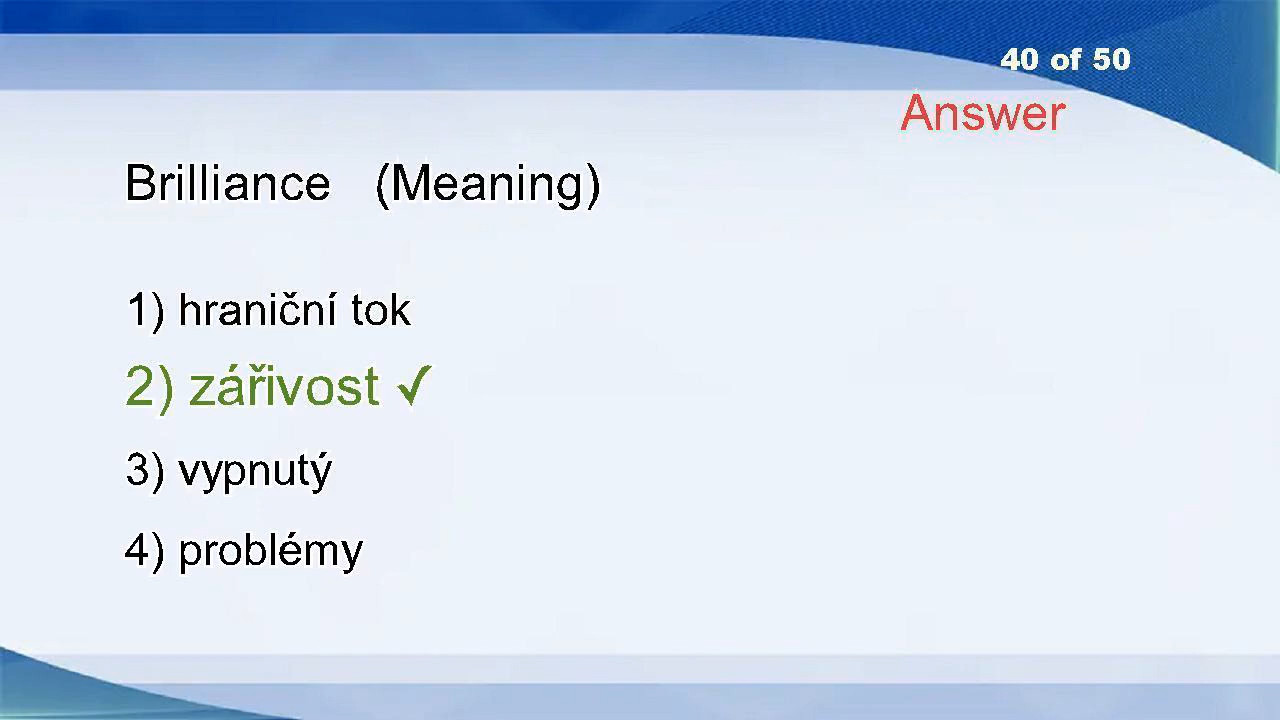 40 of 50
Answer
Brilliance (Meaning)
1) hraniční tok
2) zářivost ✓
3) vypnutý
4) problémy